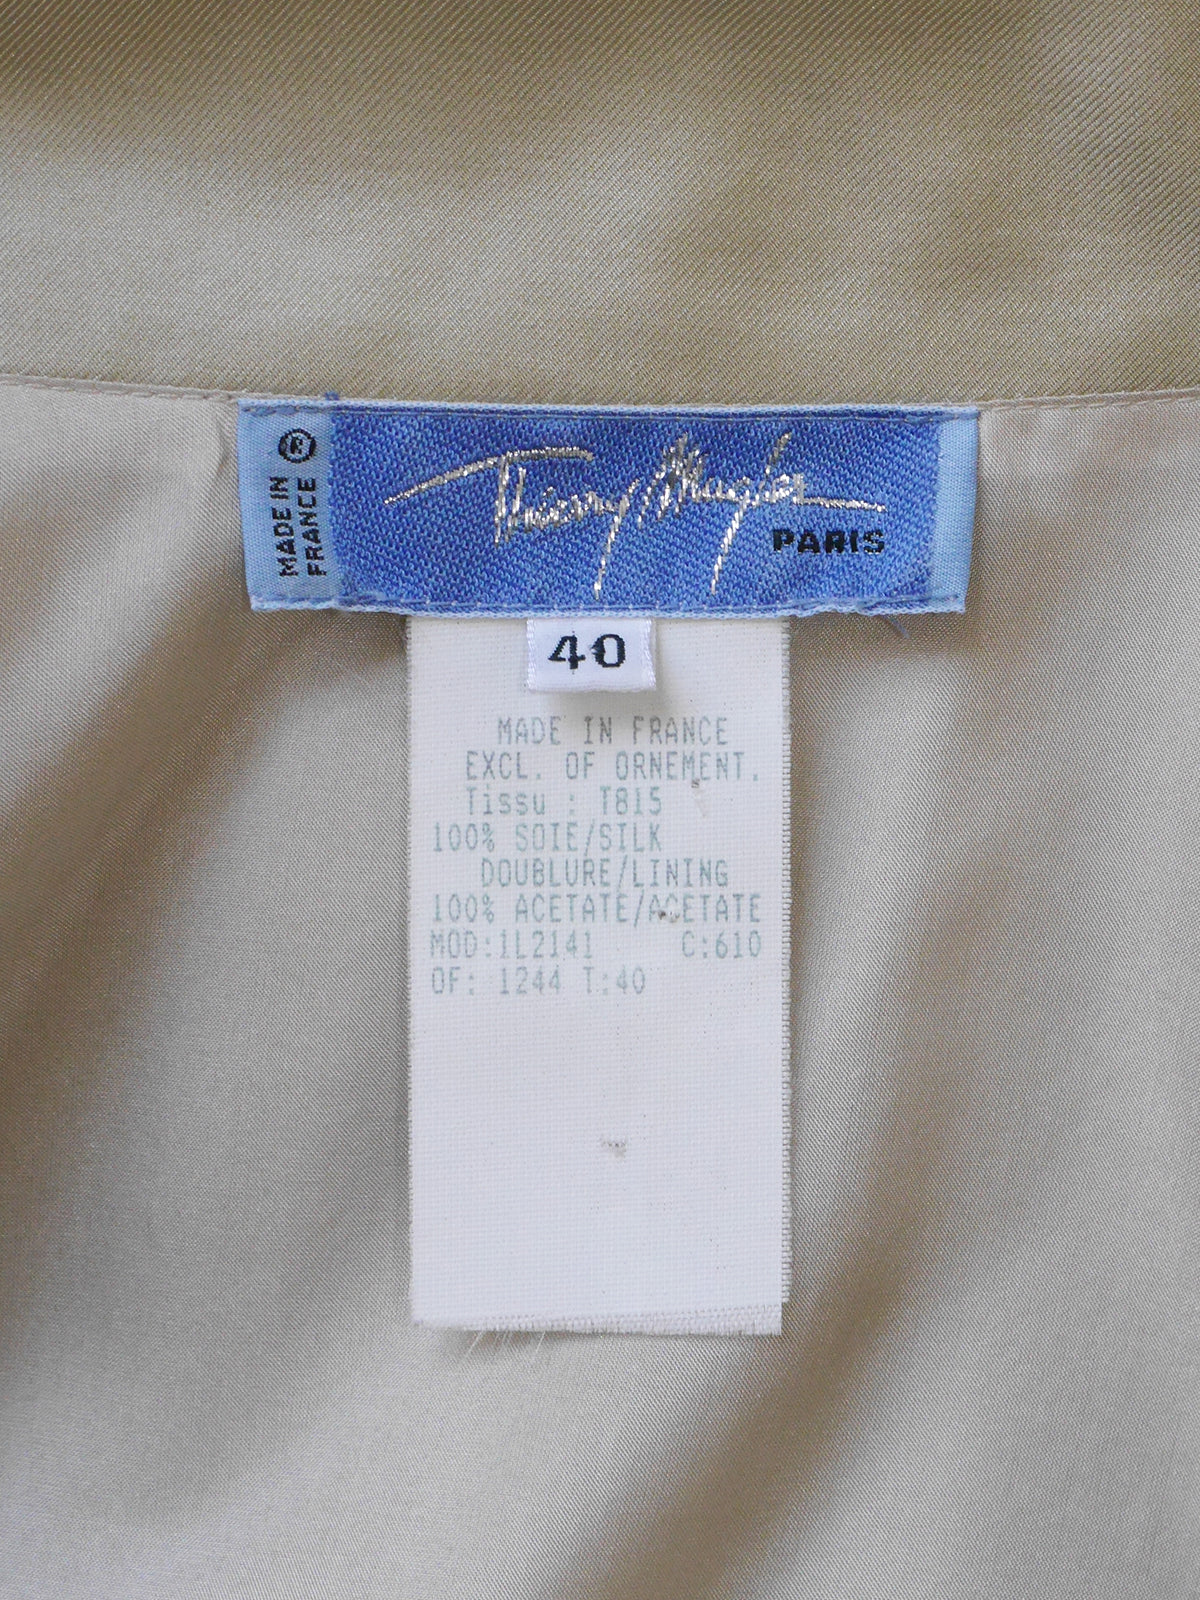 ® MADE IN
FRANCE
Thierry Mugler
PARIS
40
MADE IN FRANCE
EXCL. OF ORNEMENT.
Tissu : T815
100% SOIE/SILK
DOUBLURE/LINING
100% ACETATE/ACETATE
MOD:1L2141 C:610
OF: 1244 T:40